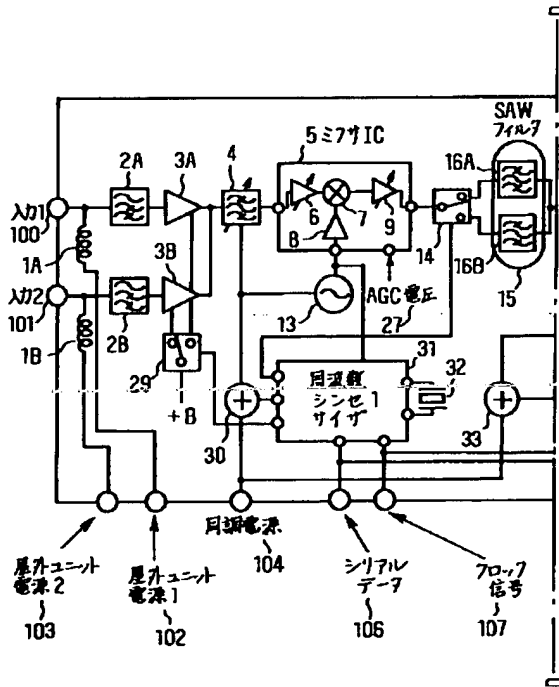 SAW
フィルタ
5ミクサIC
16A
2A
3A
4
入力1
100
6
7
9
1A
3B
8
14
16B
入力2
101
AGC電圧
15
13
27
1B
2B
31
29
周波数
シンセ1
サイザ
32
+B
30
33
同調電源
104
屋外ユニット
電源2
103
屋外ユニット
電源1
102
シリアル
データ
106
クロック
信号
107